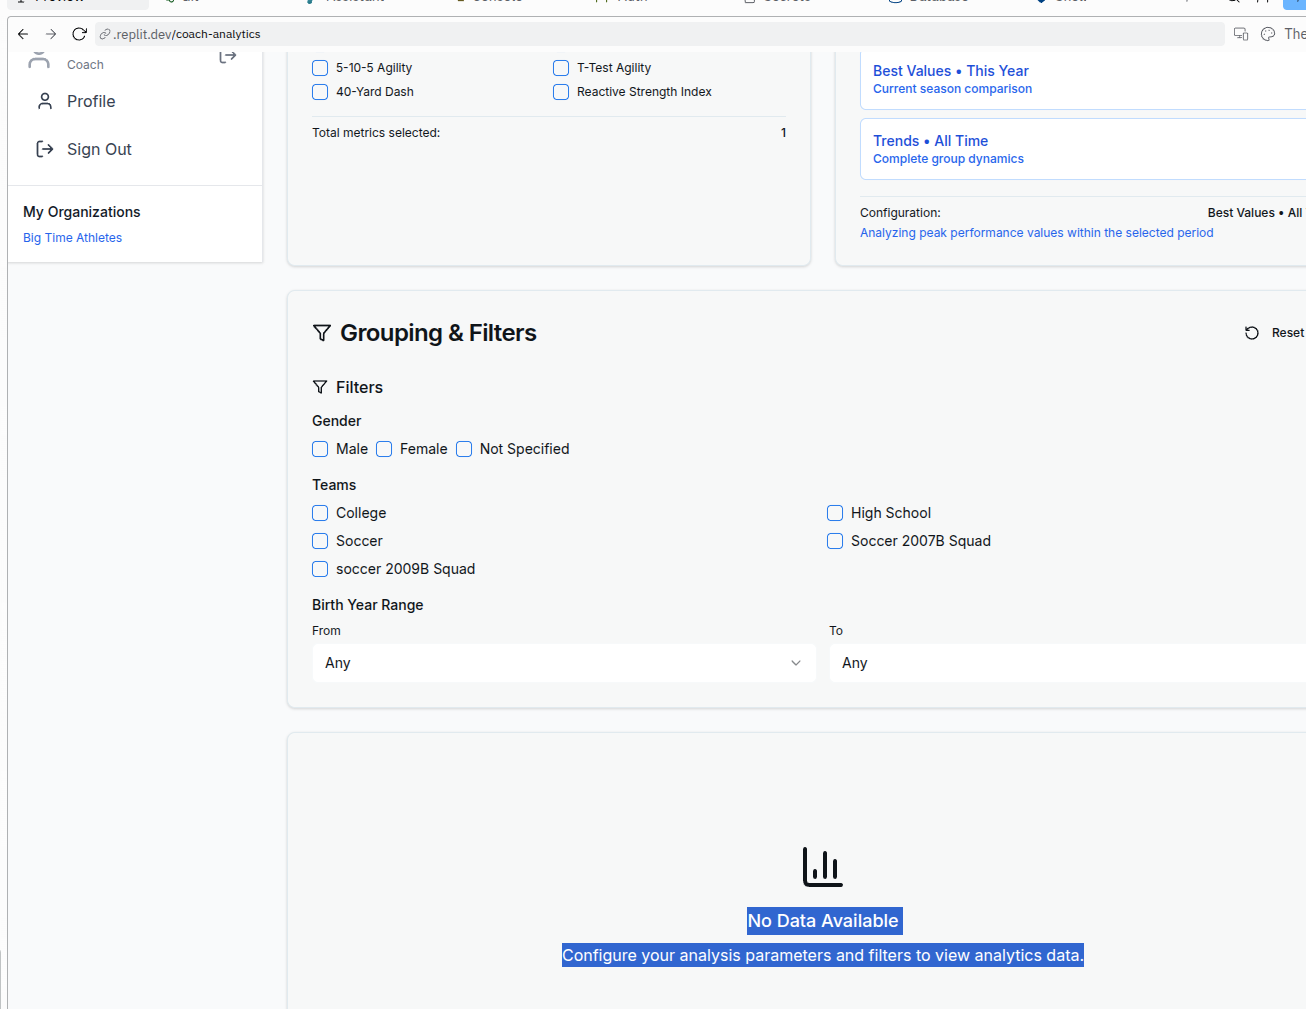 .replit.dev/coach-analytics
The
Coach
Profile
Sign Out
My Organizations
Big Time Athletes
5-10-5 Agility
T-Test Agility
40-Yard Dash
Reactive Strength Index
Total metrics selected:
1
Best Values • This Year
Current season comparison
Trends • All Time
Complete group dynamics
Configuration:
Best Values • All
Analyzing peak performance values within the selected period
Grouping & Filters
Reset
Filters
Gender
Male
Female
Not Specified
Teams
College
High School
Soccer
Soccer 2007B Squad
soccer 2009B Squad
Birth Year Range
From
To
Any
Any
No Data Available
Configure your analysis parameters and filters to view analytics data.